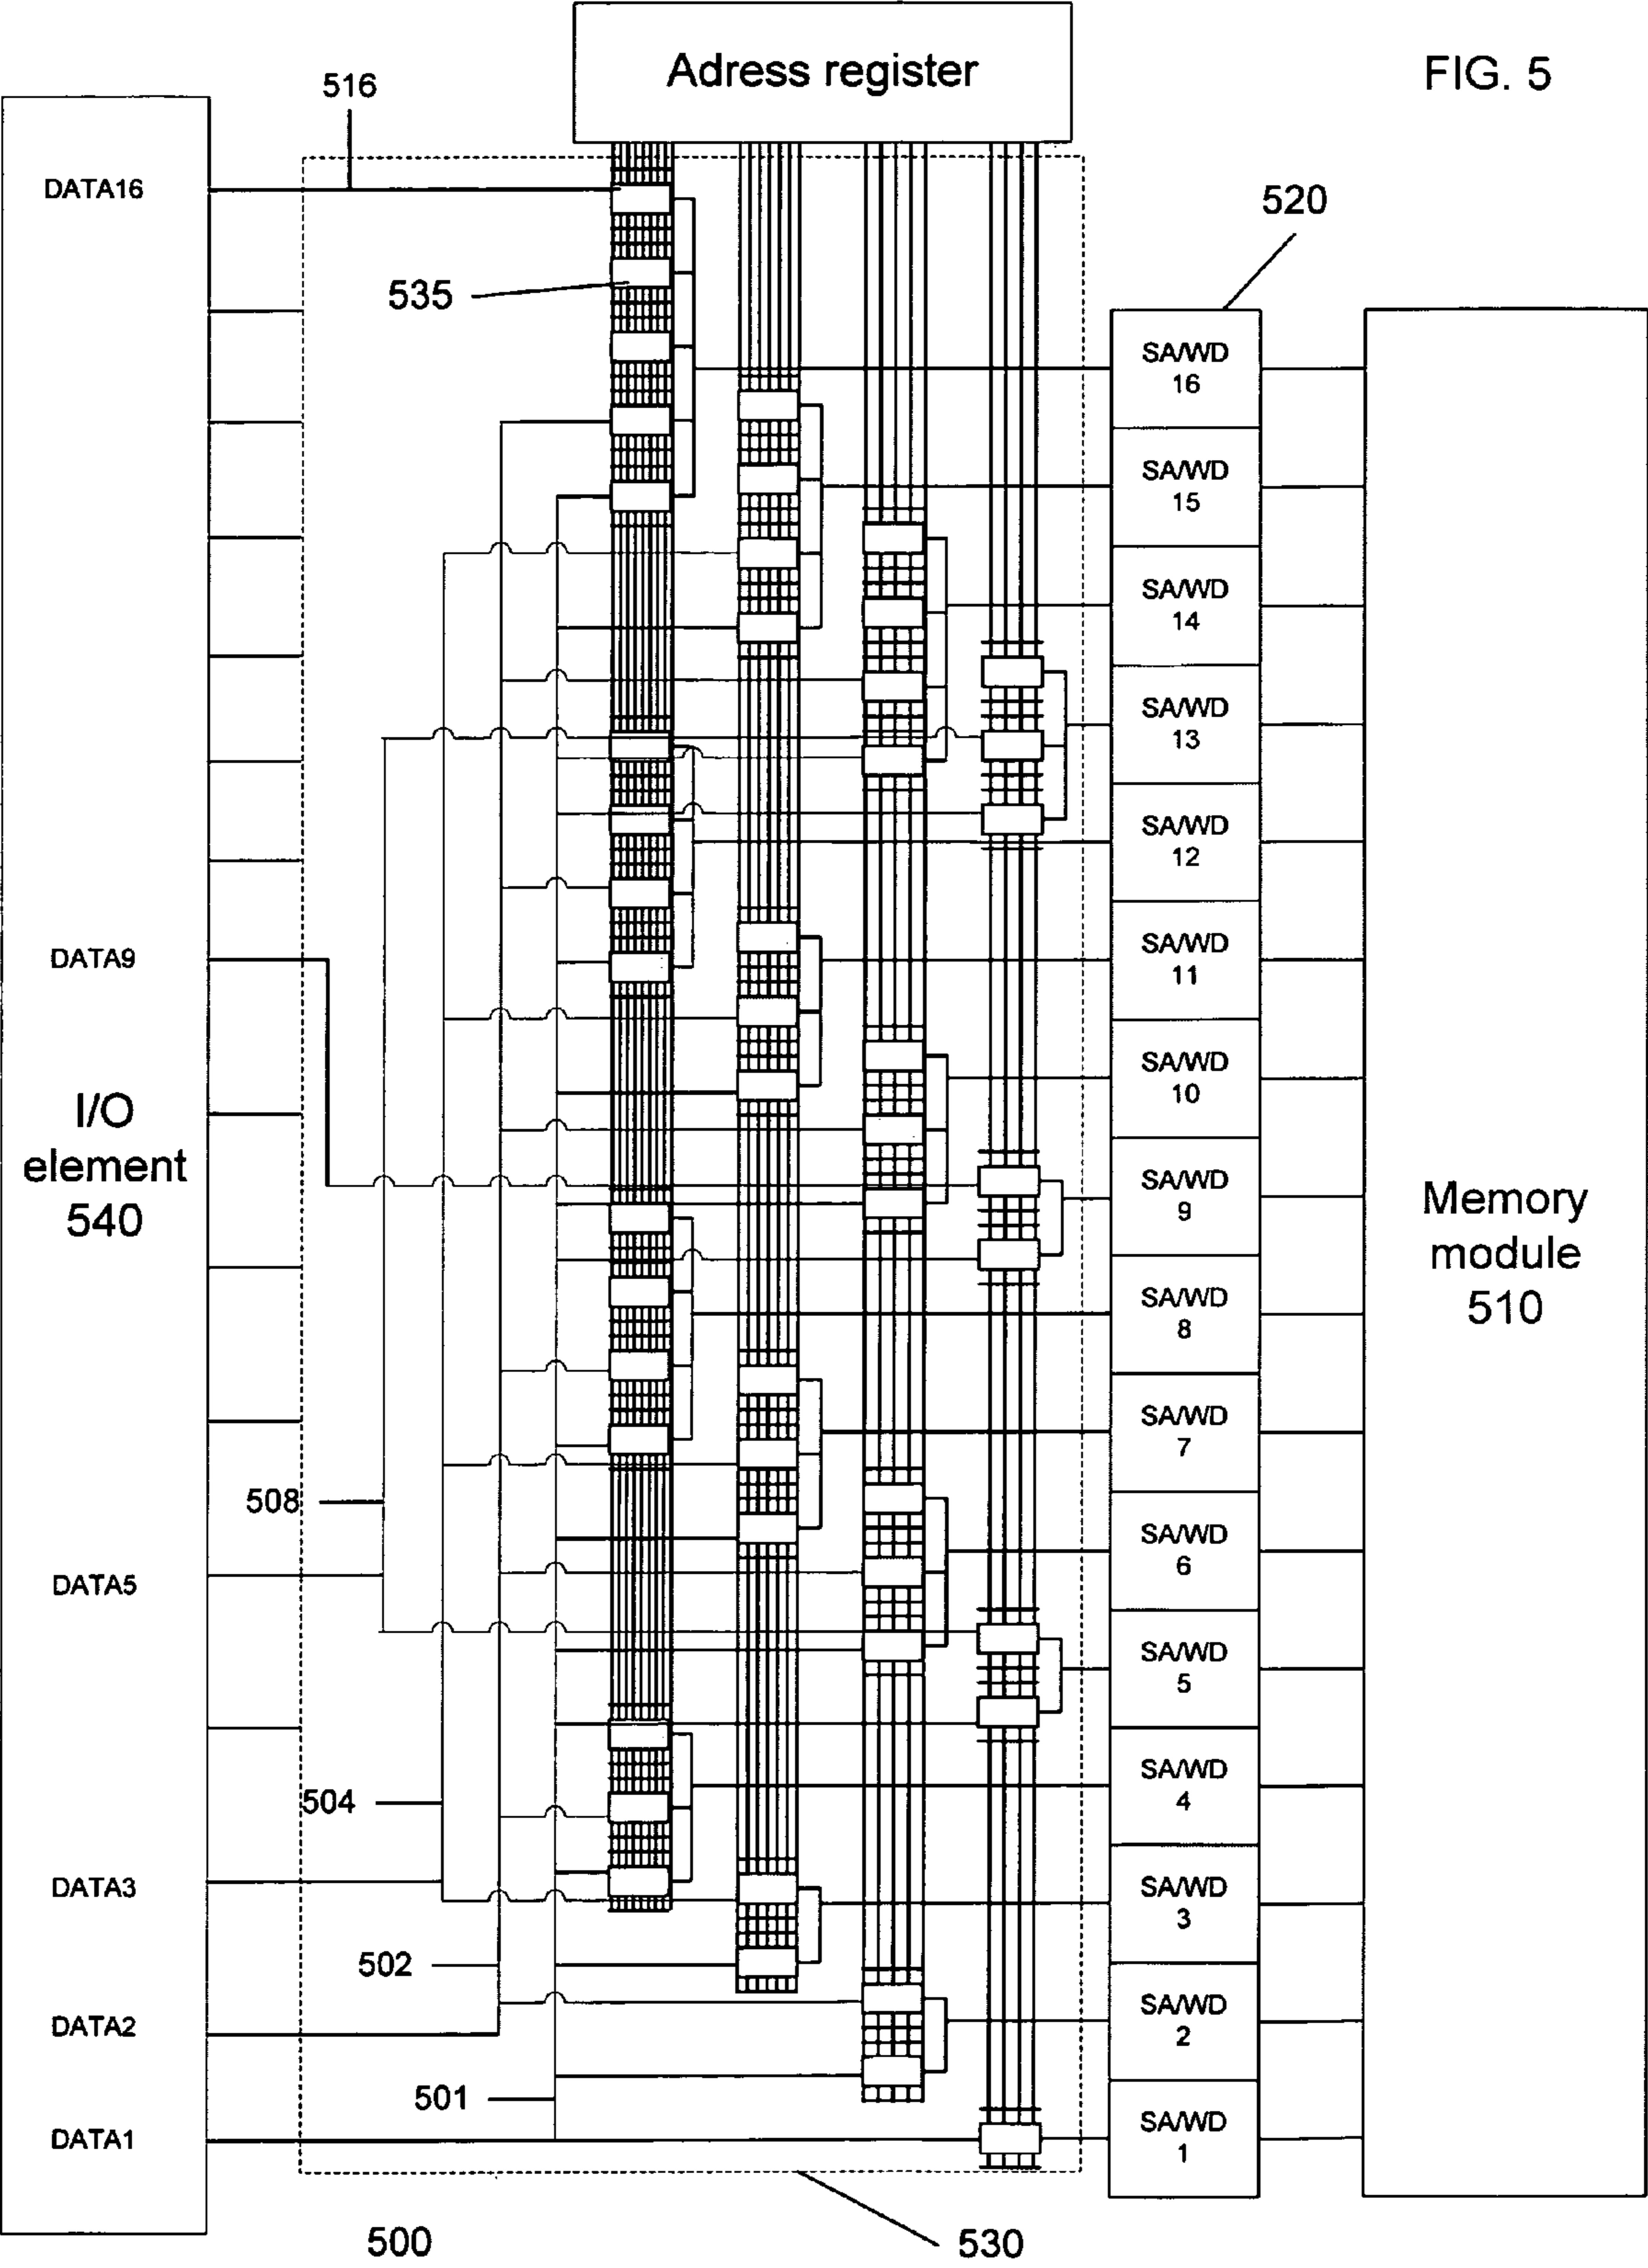 Adress register
FIG. 5
516
DATA16
520
535
SA/WD
16
SA/WD
15
SA/WD
14
SA/WD
13
SA/WD
12
DATA9
SA/WD
11
SA/WD
10
I/O
element
540
SA/WD
9
Memory
module
510
SA/WD
8
SA/WD
7
508
SA/WD
6
DATA5
SA/WD
5
SA/WD
4
504
DATA3
SA/WD
3
502
DATA2
SA/WD
2
501
DATA1
SA/WD
1
500
530